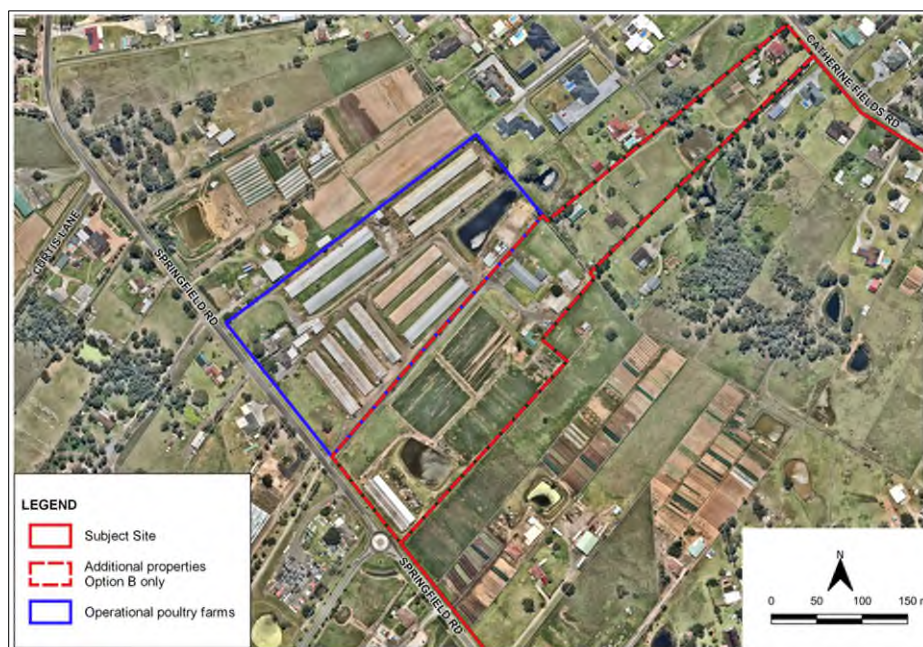 CATHERINE FIELDS RD
CURTIS LANE
SPRINGFIELD RD
SPRINGFIELD RD
LEGEND
Subject Site
Additional properties
Option B only
Operational poultry farms
N
0 50 100 150 m